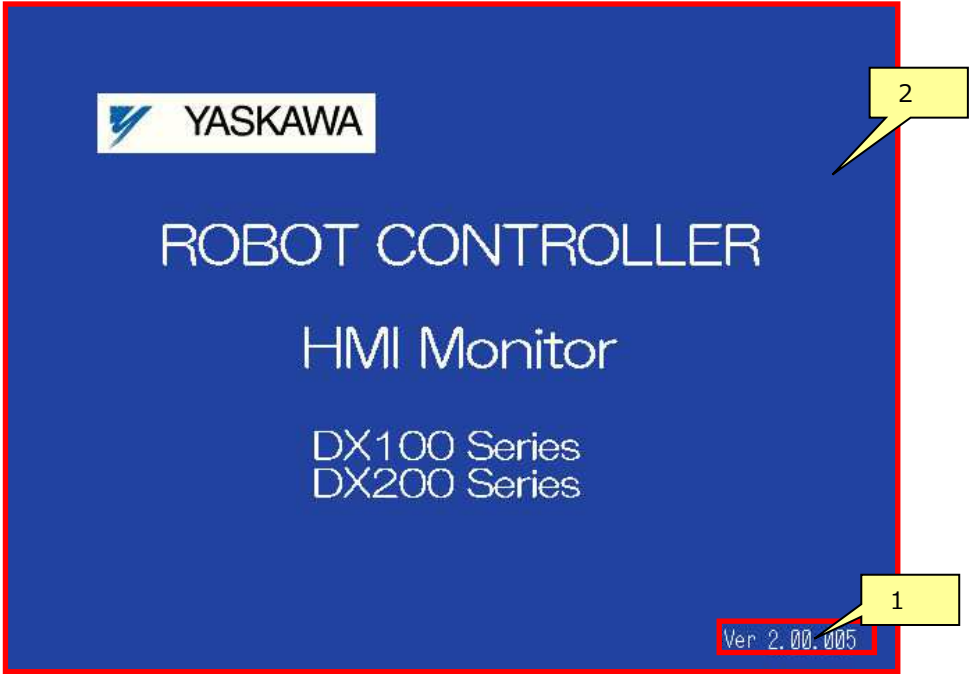 YASKAWA
2
ROBOT CONTROLLER
HMI Monitor
DX100 Series
DX200 Series
1
Ver 2.00.005